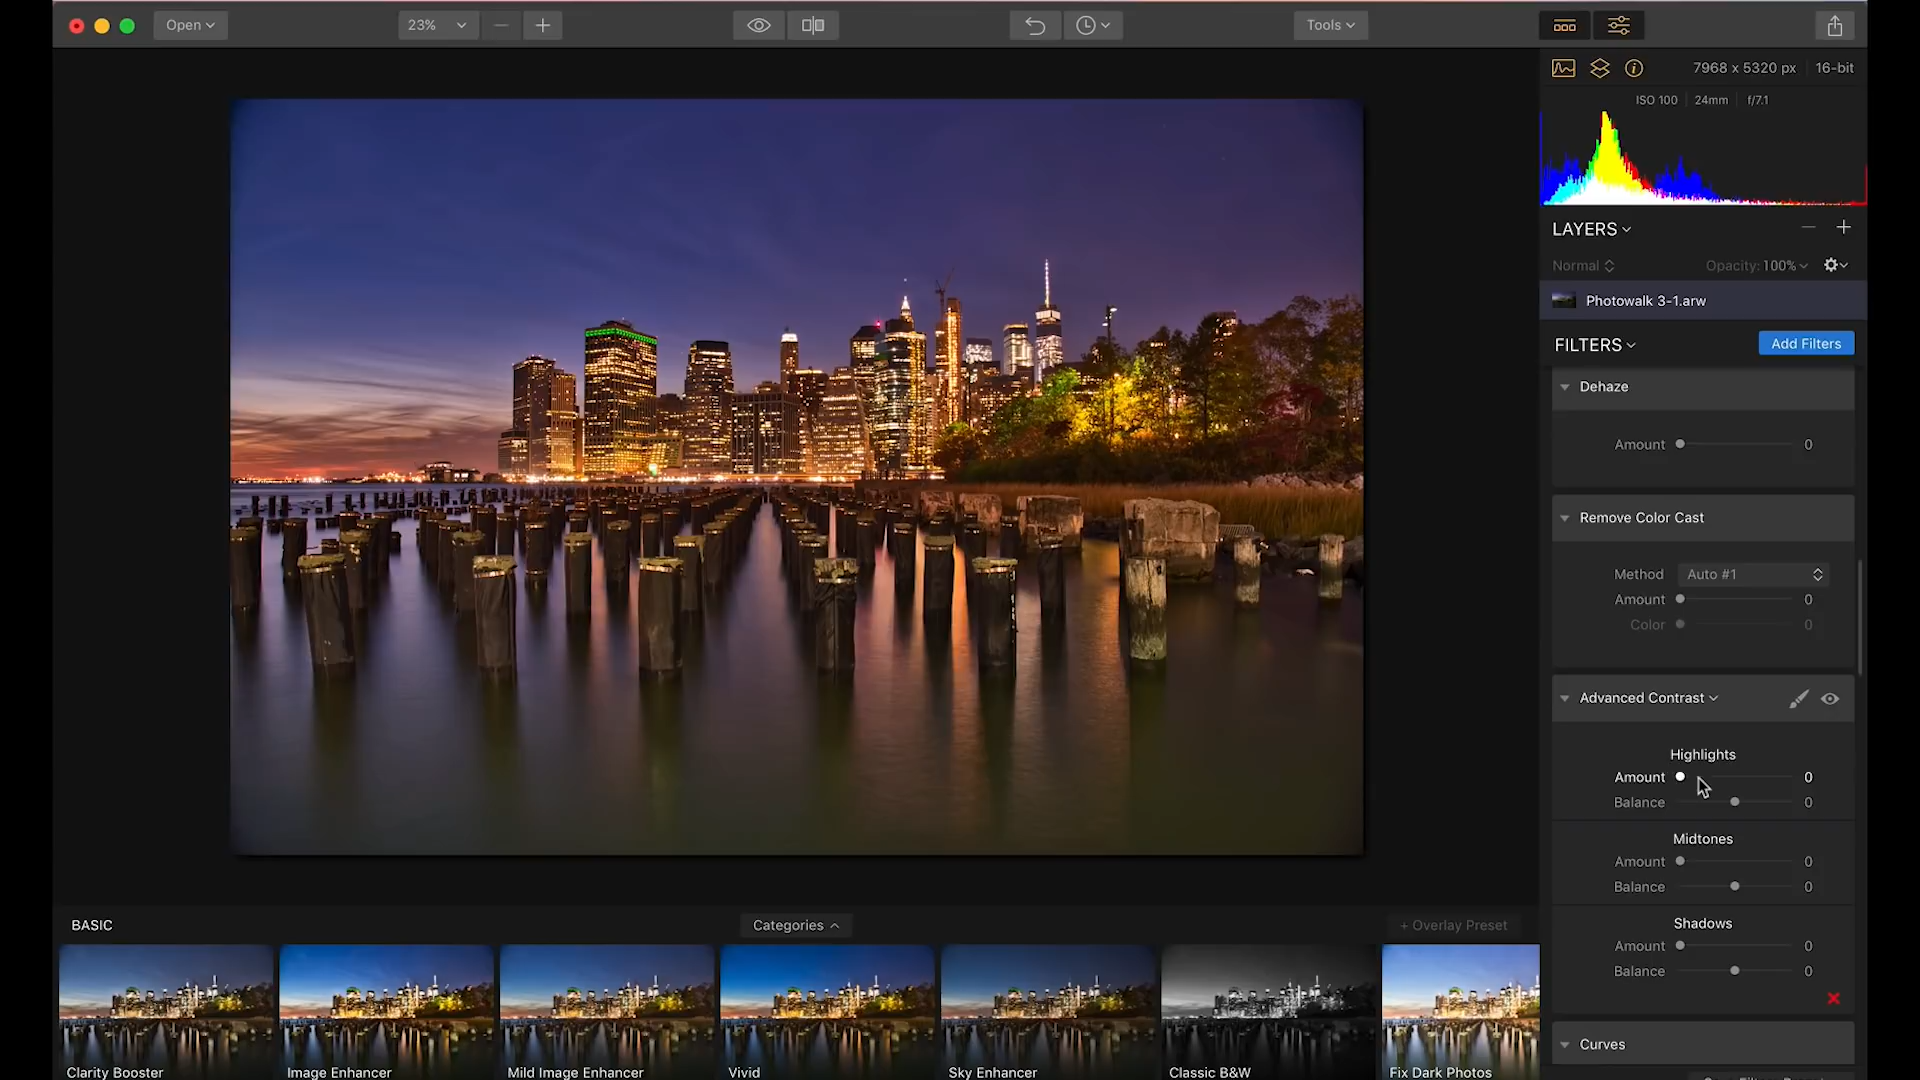 Open
23%
Tools
7968 x 5320 px 16-bit
ISO 100 24mm f/7.1
LAYERS
Normal Opacity: 100%
Photowalk 3-1.arw
FILTERS Add Filters
Dehaze
Amount 0
Remove Color Cast
Method Auto #1
Amount 0
Color 0
Advanced Contrast
Highlights
Amount 0
Balance 0
Midtones
Amount 0
Balance 0
Shadows
Amount 0
Balance 0
Curves
BASIC Categories + Overlay Preset
Clarity Booster Image Enhancer Mild Image Enhancer Vivid Sky Enhancer Classic B&W Fix Dark Photos